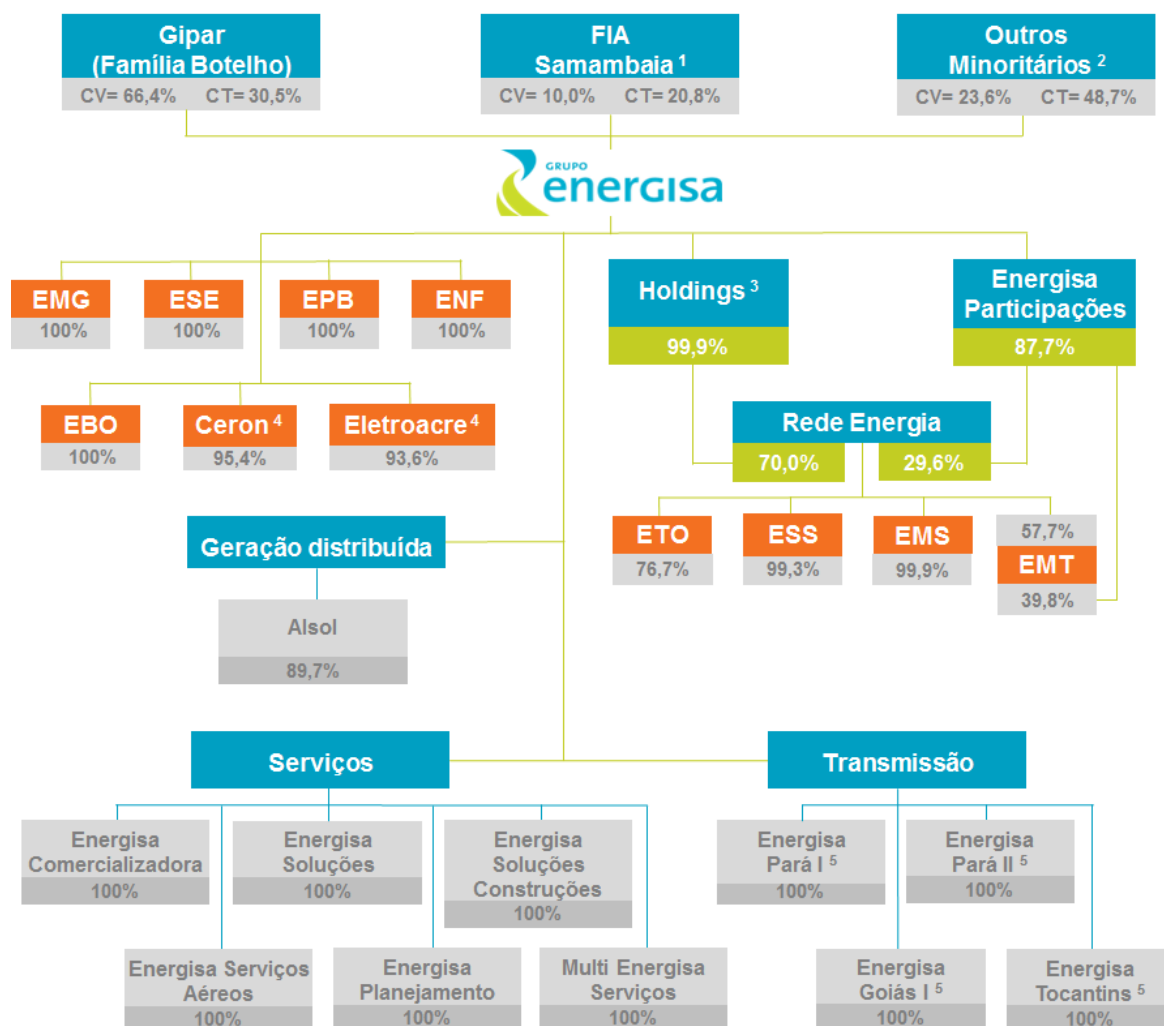 Gipar
(Família Botelho)
CV= 66,4% CT= 30,5%
FIA
Samambaia 1
CV= 10,0% CT= 20,8%
Outros
Minoritários 2
CV= 23,6% CT= 48,7%
GRUPO
energisa
EMG
100%
ESE
100%
EPB
100%
ENF
100%
Holdings 3
99,9%
Energisa
Participações
87,7%
EBO
100%
Ceron 4
95,4%
Eletroacre 4
93,6%
Rede Energia
70,0%
29,6%
ETO
76,7%
ESS
99,3%
EMS
99,9%
57,7%
EMT
39,8%
Geração distribuída
Alsol
89,7%
Serviços
Transmissão
Energisa
Comercializadora
100%
Energisa
Soluções
100%
Energisa
Soluções
Construções
100%
Energisa
Pará I 5
100%
Energisa
Pará II 5
100%
Energisa Serviços
Aéreos
100%
Energisa
Planejamento
100%
Multi Energisa
Serviços
100%
Energisa
Goiás I 5
100%
Energisa
Tocantins 5
100%